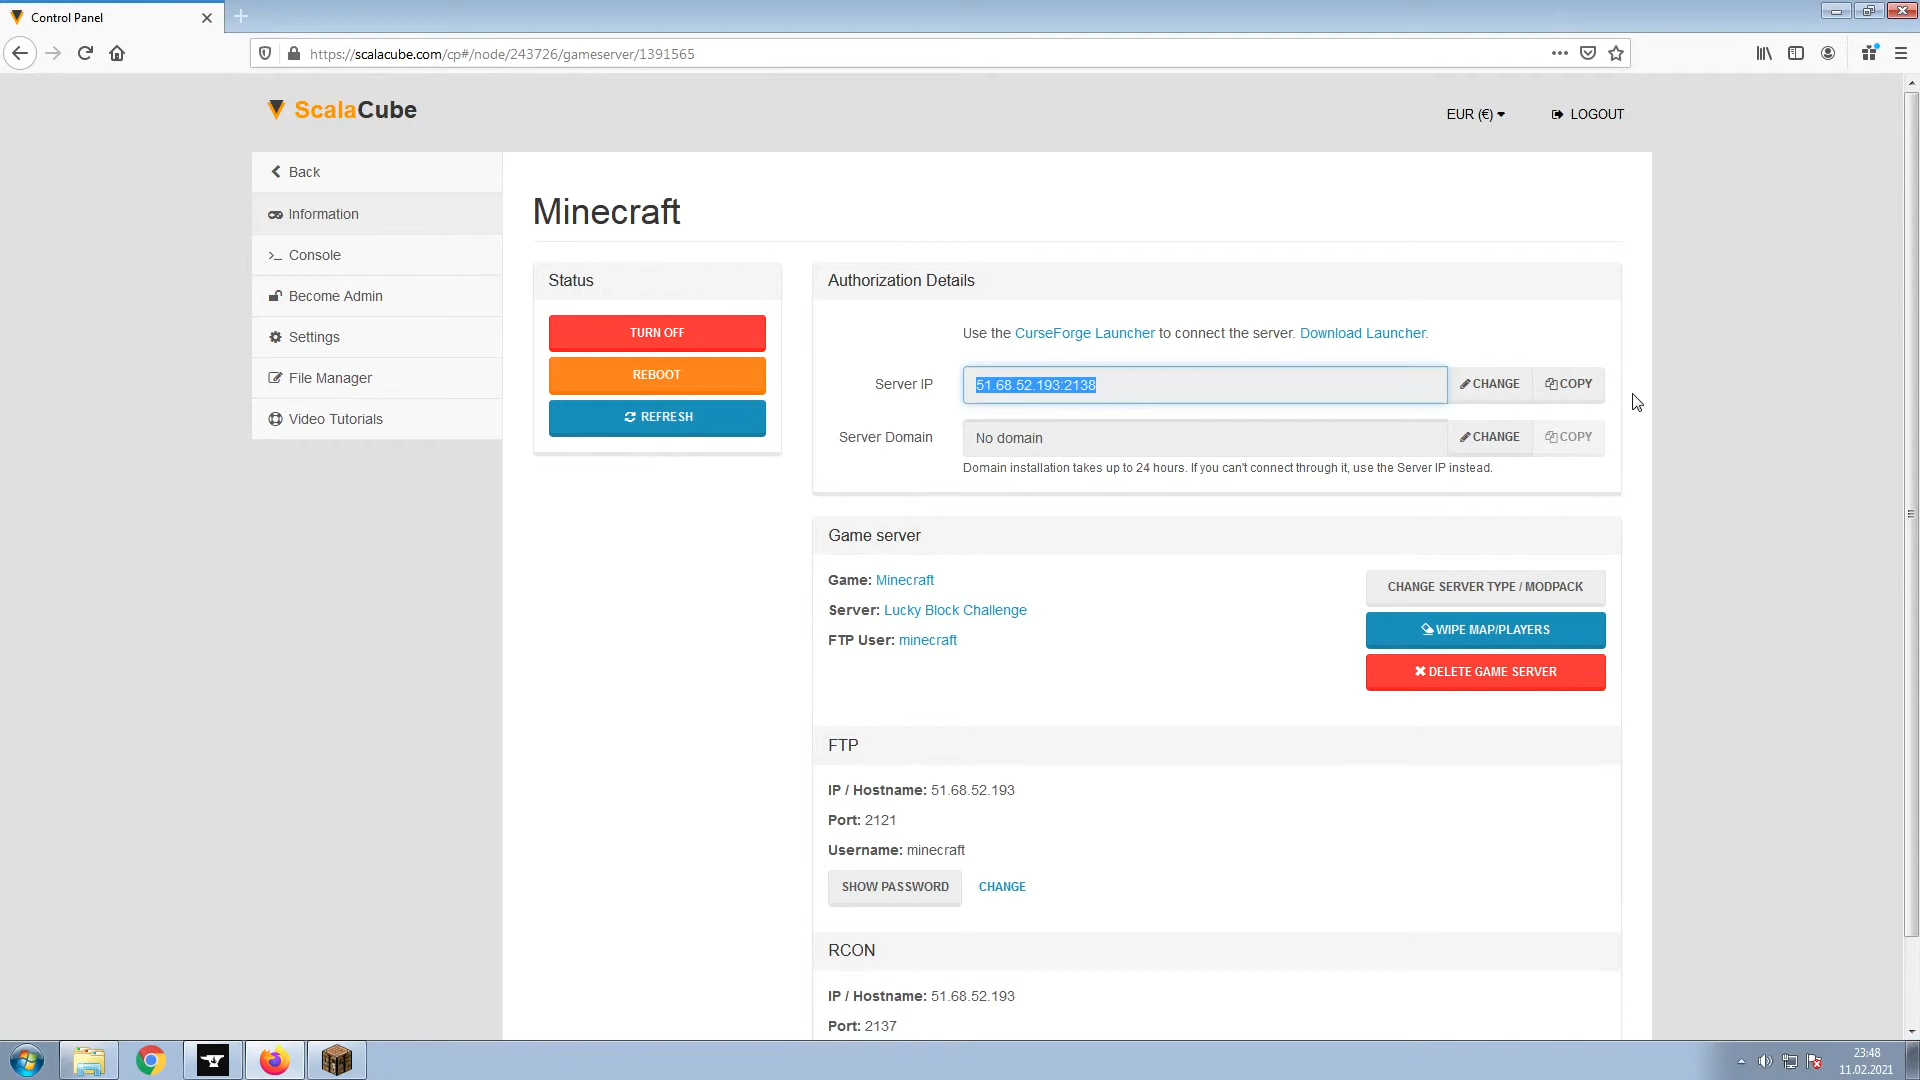 Control Panel
https://scalacube.com/cp#/node/243726/gameserver/1391565
ScalaCube
EUR (€)
LOGOUT
Back
Information
Console
Become Admin
Settings
File Manager
Video Tutorials
Minecraft
Status
TURN OFF
REBOOT
REFRESH
Authorization Details
Use the CurseForge Launcher to connect the server. Download Launcher.
Server IP
51.68.52.193:2138
CHANGE
COPY
Server Domain
No domain
CHANGE
COPY
Domain installation takes up to 24 hours. If you can't connect through it, use the Server IP instead.
Game server
Game: Minecraft
Server: Lucky Block Challenge
FTP User: minecraft
CHANGE SERVER TYPE / MODPACK
WIPE MAP/PLAYERS
DELETE GAME SERVER
FTP
IP / Hostname: 51.68.52.193
Port: 2121
Username: minecraft
SHOW PASSWORD
CHANGE
RCON
IP / Hostname: 51.68.52.193
Port: 2137
23:48
11.02.2021